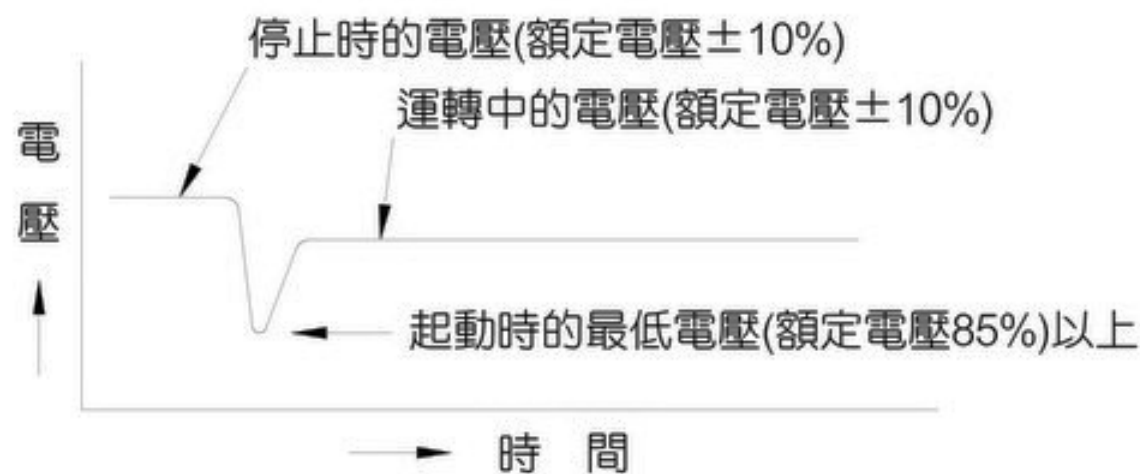 停止時的電壓(額定電壓±10%)
運轉中的電壓(額定電壓±10%)
電壓
起動時的最低電壓(額定電壓85%)以上
時 間